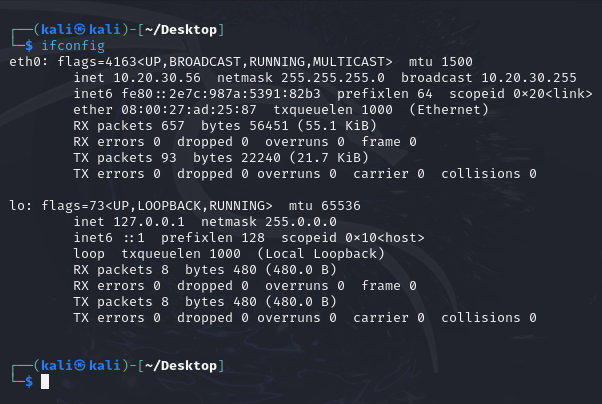 ┌──(kali㉿kali)-[~/Desktop]
└─$ ifconfig
eth0: flags=4163<UP,BROADCAST,RUNNING,MULTICAST>  mtu 1500
        inet 10.20.30.56  netmask 255.255.255.0  broadcast 10.20.30.255
        inet6 fe80::2e7c:987a:5391:82b3  prefixlen 64  scopeid 0×20<link>
        ether 08:00:27:ad:25:87  txqueuelen 1000  (Ethernet)
        RX packets 657  bytes 56451 (55.1 KiB)
        RX errors 0  dropped 0  overruns 0  frame 0
        TX packets 93  bytes 22240 (21.7 KiB)
        TX errors 0  dropped 0 overruns 0  carrier 0  collisions 0

lo: flags=73<UP,LOOPBACK,RUNNING>  mtu 65536
        inet 127.0.0.1  netmask 255.0.0.0
        inet6 ::1  prefixlen 128  scopeid 0×10<host>
        loop  txqueuelen 1000  (Local Loopback)
        RX packets 8  bytes 480 (480.0 B)
        RX errors 0  dropped 0  overruns 0  frame 0
        TX packets 8  bytes 480 (480.0 B)
        TX errors 0  dropped 0 overruns 0  carrier 0  collisions 0

┌──(kali㉿kali)-[~/Desktop]
└─$